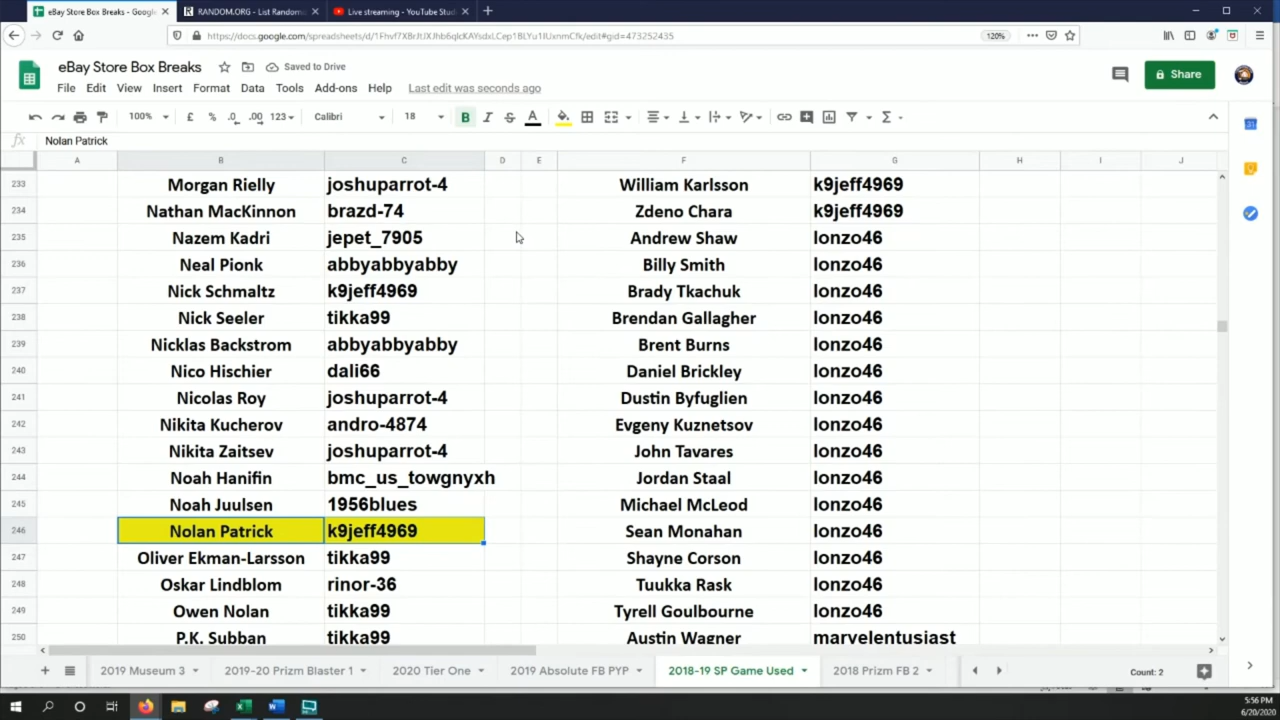 eBay Store Box Breaks - Google
RANDOM.ORG - List Randomi
Live streaming - YouTube Stud
120%
eBay Store Box Breaks
Saved to Drive
File Edit View Insert Format Data Tools Add-ons Help Last edit was seconds ago
Share
100% £ % .0 .00 123 Calibri 18 B I S A
fx Nolan Patrick
A B C D E F G H I J
233 Morgan Rielly joshuparrot-4 William Karlsson k9jeff4969
234 Nathan MacKinnon brazd-74 Zdeno Chara k9jeff4969
235 Nazem Kadri jepet_7905 Andrew Shaw lonzo46
236 Neal Pionk abbyabbyabby Billy Smith lonzo46
237 Nick Schmaltz k9jeff4969 Brady Tkachuk lonzo46
238 Nick Seeler tikka99 Brendan Gallagher lonzo46
239 Nicklas Backstrom abbyabbyabby Brent Burns lonzo46
240 Nico Hischier dali66 Daniel Brickley lonzo46
241 Nicolas Roy joshuparrot-4 Dustin Byfuglien lonzo46
242 Nikita Kucherov andro-4874 Evgeny Kuznetsov lonzo46
243 Nikita Zaitsev joshuparrot-4 John Tavares lonzo46
244 Noah Hanifin bmc_us_towgnyxh Jordan Staal lonzo46
245 Noah Juulsen 1956blues Michael McLeod lonzo46
246 Nolan Patrick k9jeff4969 Sean Monahan lonzo46
247 Oliver Ekman-Larsson tikka99 Shayne Corson lonzo46
248 Oskar Lindblom rinor-36 Tuukka Rask lonzo46
249 Owen Nolan tikka99 Tyrell Goulbourne lonzo46
250 P.K. Subban tikka99 Austin Wagner marvelentusiast
2019 Museum 3 2019-20 Prizm Blaster 1 2020 Tier One 2019 Absolute FB PYP 2018-19 SP Game Used 2018 Prizm FB 2 Count: 2
5:56 PM
6/20/2020